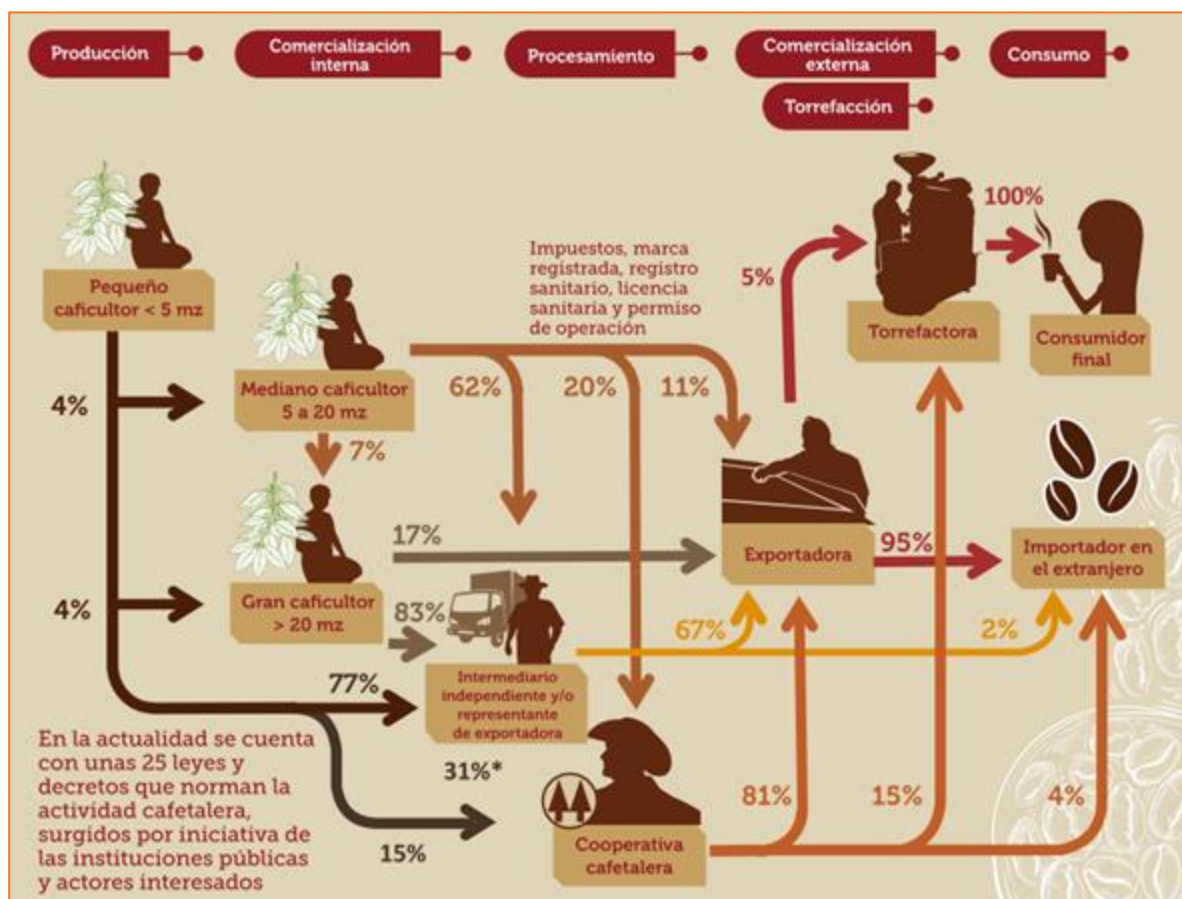 Producción
Comercialización
interna
Procesamiento
Comercialización
externa
Consumo
Torrefacción
Pequeño
caficultor < 5 mz
Mediano caficultor
5 a 20 mz
Gran caficultor
> 20 mz
4%
4%
7%
62%
20%
11%
Impuestos, marca
registrada, registro
sanitario, licencia
sanitaria y permiso
de operación
5%
100%
Torrefactora
Consumidor
final
17%
83%
77%
Intermediario
independiente y/o
representante
de exportadora
31%*
15%
Exportadora
95%
Importador en
el extranjero
67%
2%
Cooperativa
cafetalera
81%
15%
4%
En la actualidad se cuenta
con unas 25 leyes y
decretos que norman la
actividad cafetalera,
surgidos por iniciativa de
las instituciones públicas
y actores interesados